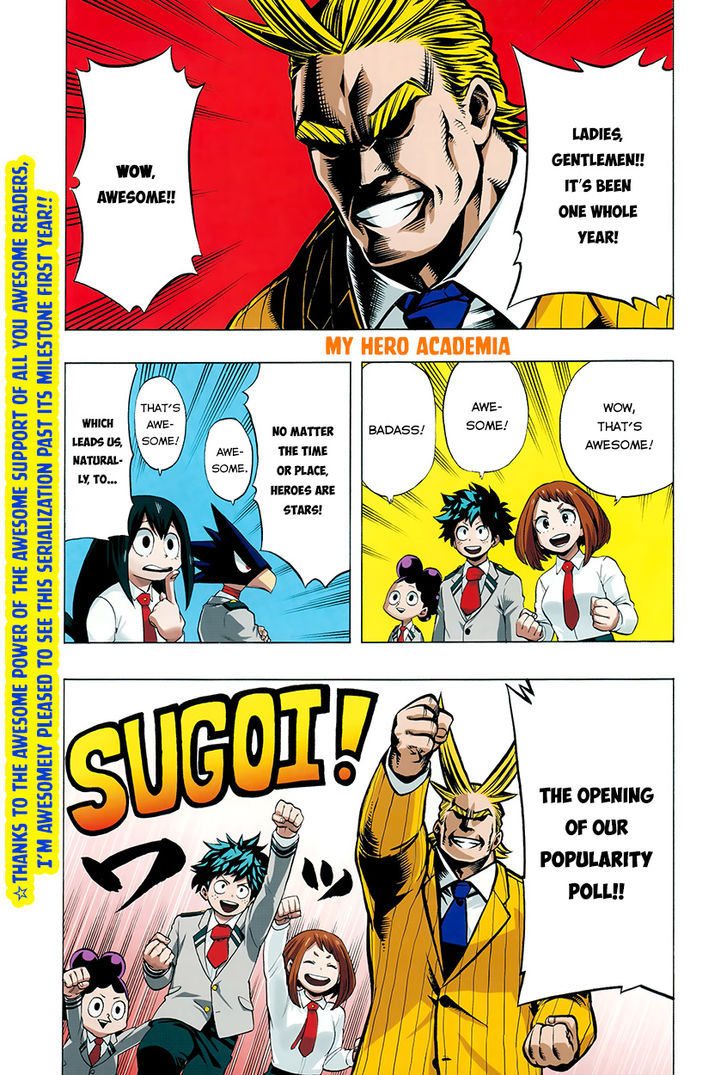 LADIES,
GENTLEMEN!!
IT'S BEEN
ONE WHOLE
YEAR!
WOW,
AWESOME!!
MY HERO ACADEMIA
WOW,
THAT'S
AWESOME!
AWE-
SOME!
BADASS!
NO MATTER
THE TIME
OR PLACE,
HEROES ARE
STARS!
AWE-
SOME.
THAT'S
AWE-
SOME!
WHICH
LEADS US,
NATURAL-
LY, TO...
THE OPENING
OF OUR
POPULARITY
POLL!!
SUGOI!
ワッ
☆THANKS TO THE AWESOME POWER OF THE AWESOME SUPPORT OF ALL YOU AWESOME READERS,
I'M AWESOMELY PLEASED TO SEE THIS SERIALIZATION PAST ITS MILESTONE FIRST YEAR!!